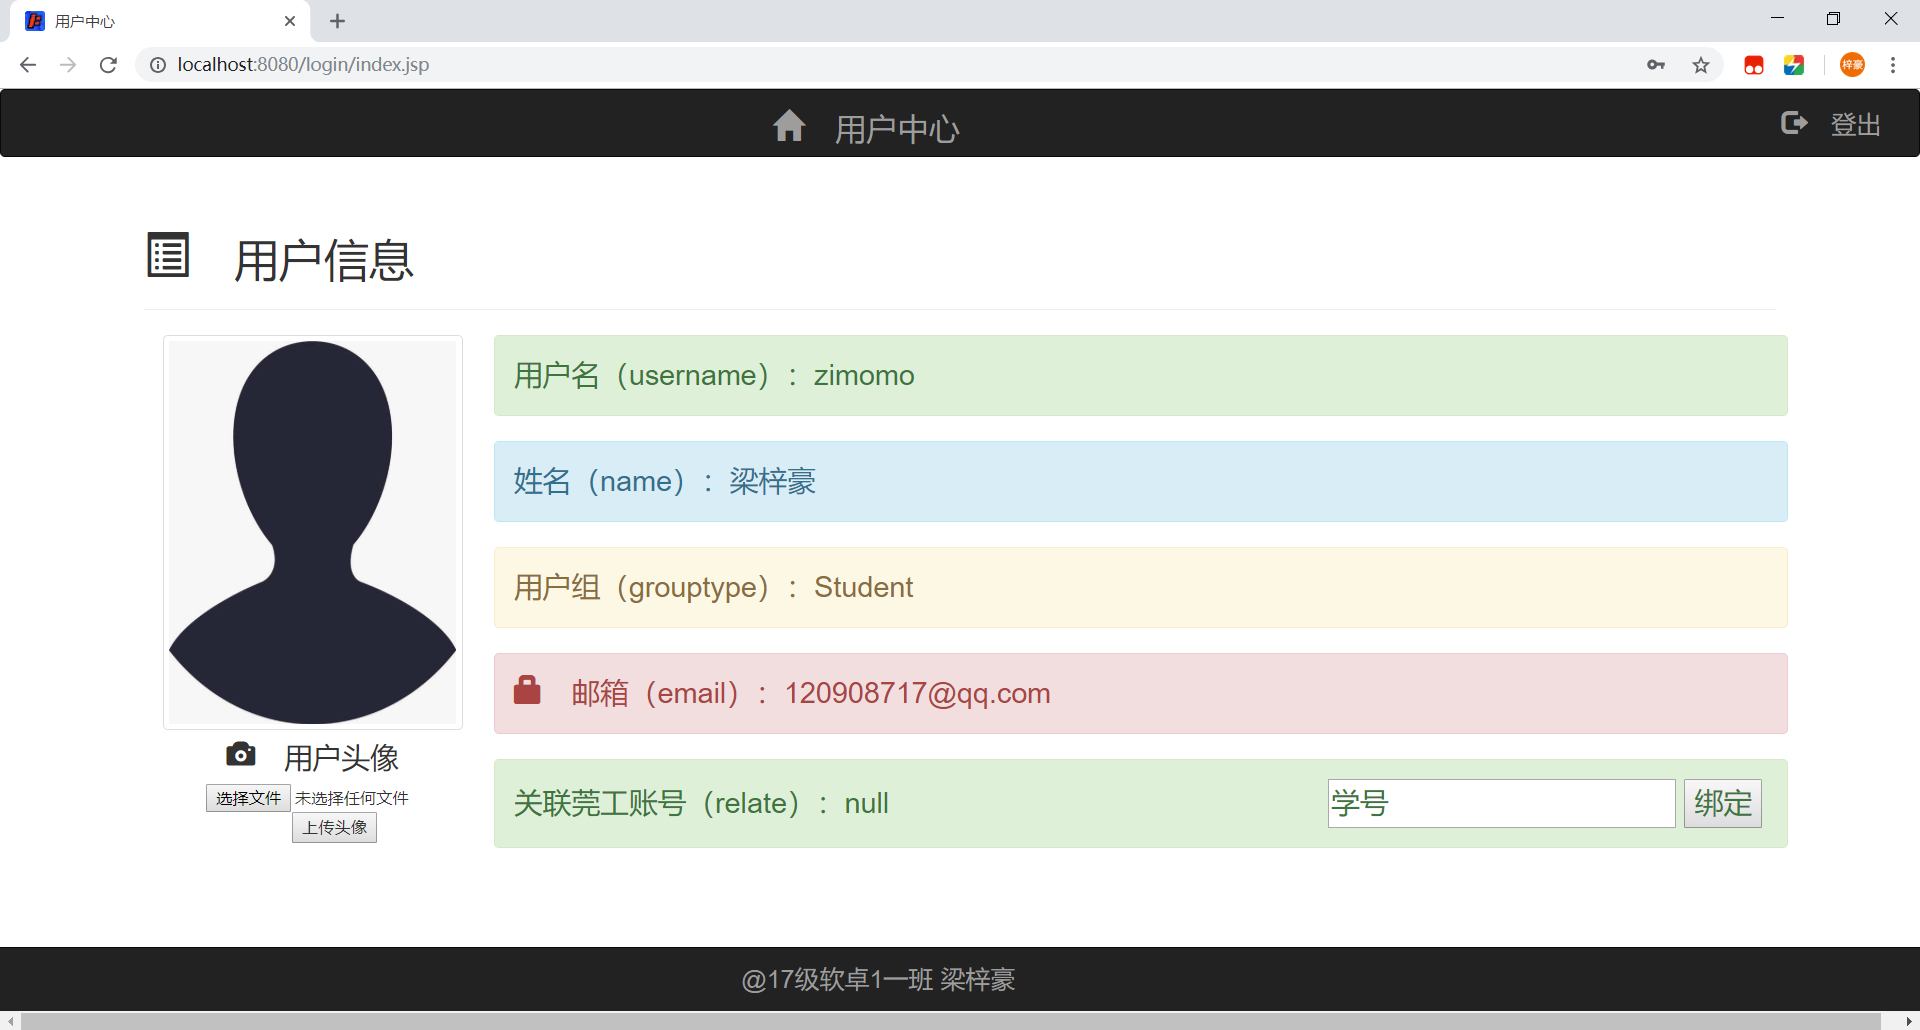 用户中心
localhost:8080/login/index.jsp
梓豪
用户中心
登出
用户信息
用户名（username）：zimomo
姓名（name）：梁梓豪
用户组（grouptype）：Student
邮箱（email）：120908717@qq.com
用户头像
选择文件 未选择任何文件
上传头像
关联莞工账号（relate）：null
学号
绑定
@17级软卓1一班 梁梓豪